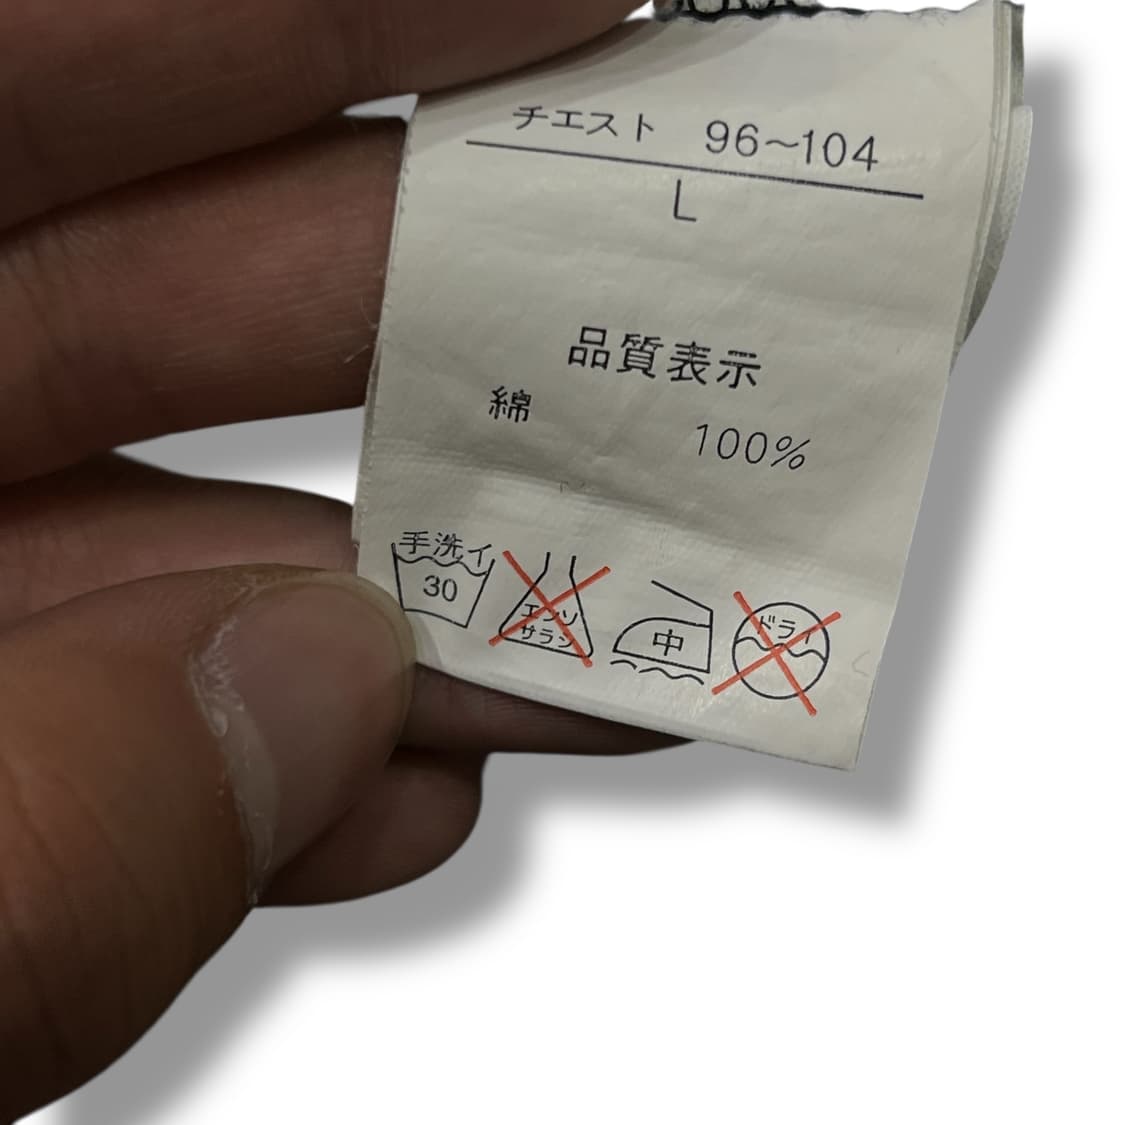 チエスト 96~104
L
品質表示
綿 100%
手洗イ
30
エンソ
サラシ
中
ドライ